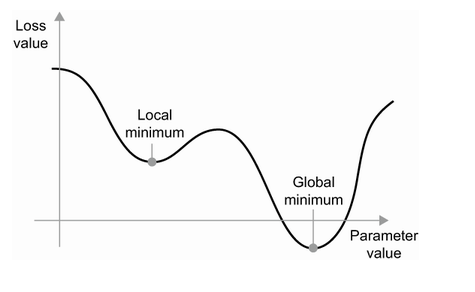 Loss
value
Local
minimum
Global
minimum
Parameter
value